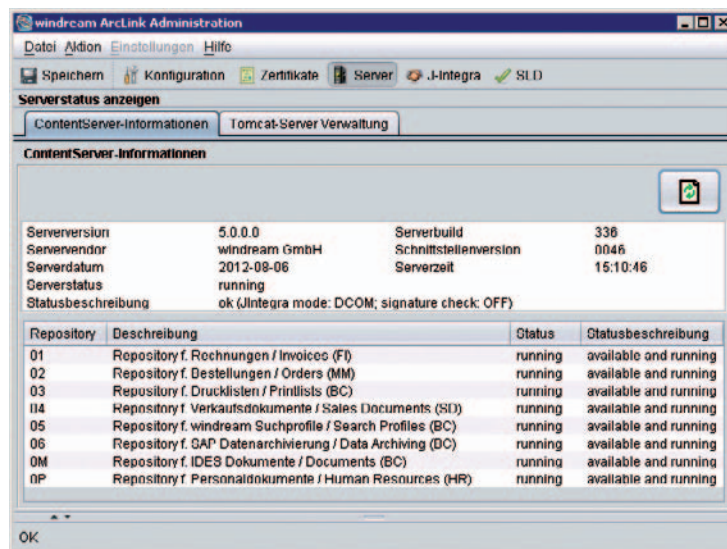 windream ArcLink Administration
Datei Aktion Einstellungen Hilfe
Speichern Konfiguration Zertifikate Server J-Integra SLD
Serverstatus anzeigen
ContentServer-Informationen Tomcat-Server Verwaltung
ContentServer-Informationen
Serverversion 5.0.0.0 Serverbuild 336
Servervendor windream GmbH Schnittstellenversion 0046
Serverdatum 2012-08-06 Serverzeit 15:10:46
Serverstatus running
Statusbeschreibung ok (JIntegra mode: DCOM; signature check: OFF)
Repository Beschreibung Status Statusbeschreibung
01 Repository f. Rechnungen / Invoices (FI) running available and running
02 Repository f. Bestellungen / Orders (MM) running available and running
03 Repository f. Drucklisten / Printlists (BC) running available and running
04 Repository f. Verkaufsdokumente / Sales Documents (SD) running available and running
05 Repository f. windream Suchprofile / Search Profiles (BC) running available and running
06 Repository f. SAP Datenarchivierung / Data Archiving (BC) running available and running
0M Repository f. IDES Dokumente / Documents (BC) running available and running
0P Repository f. Personaldokumente / Human Resources (HR) running available and running
OK